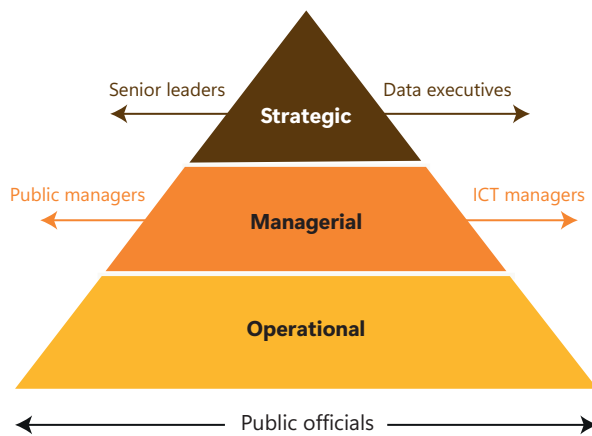 Senior leaders
Data executives
Strategic
Public managers
ICT managers
Managerial
Operational
Public officials